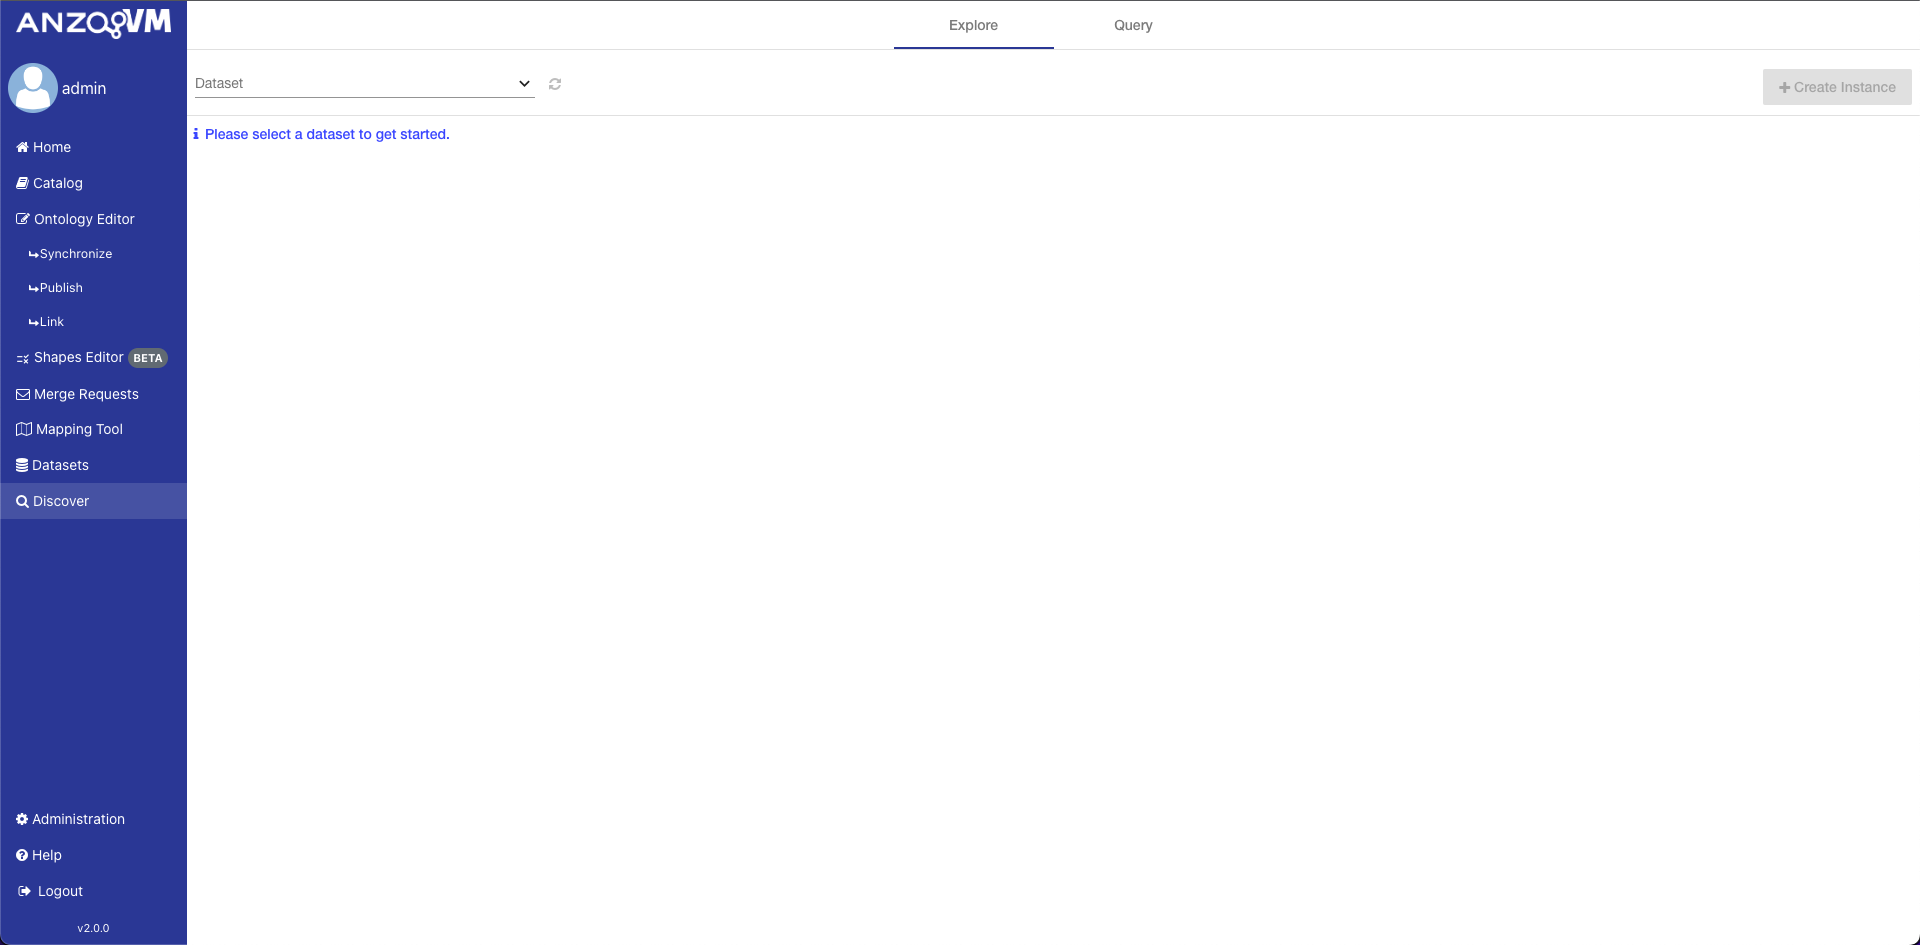 ANZOVM
admin
Home
Catalog
Ontology Editor
Synchronize
Publish
Link
Shapes Editor BETA
Merge Requests
Mapping Tool
Datasets
Discover
Administration
Help
Logout
v2.0.0
Explore Query
Dataset
+ Create Instance
Please select a dataset to get started.